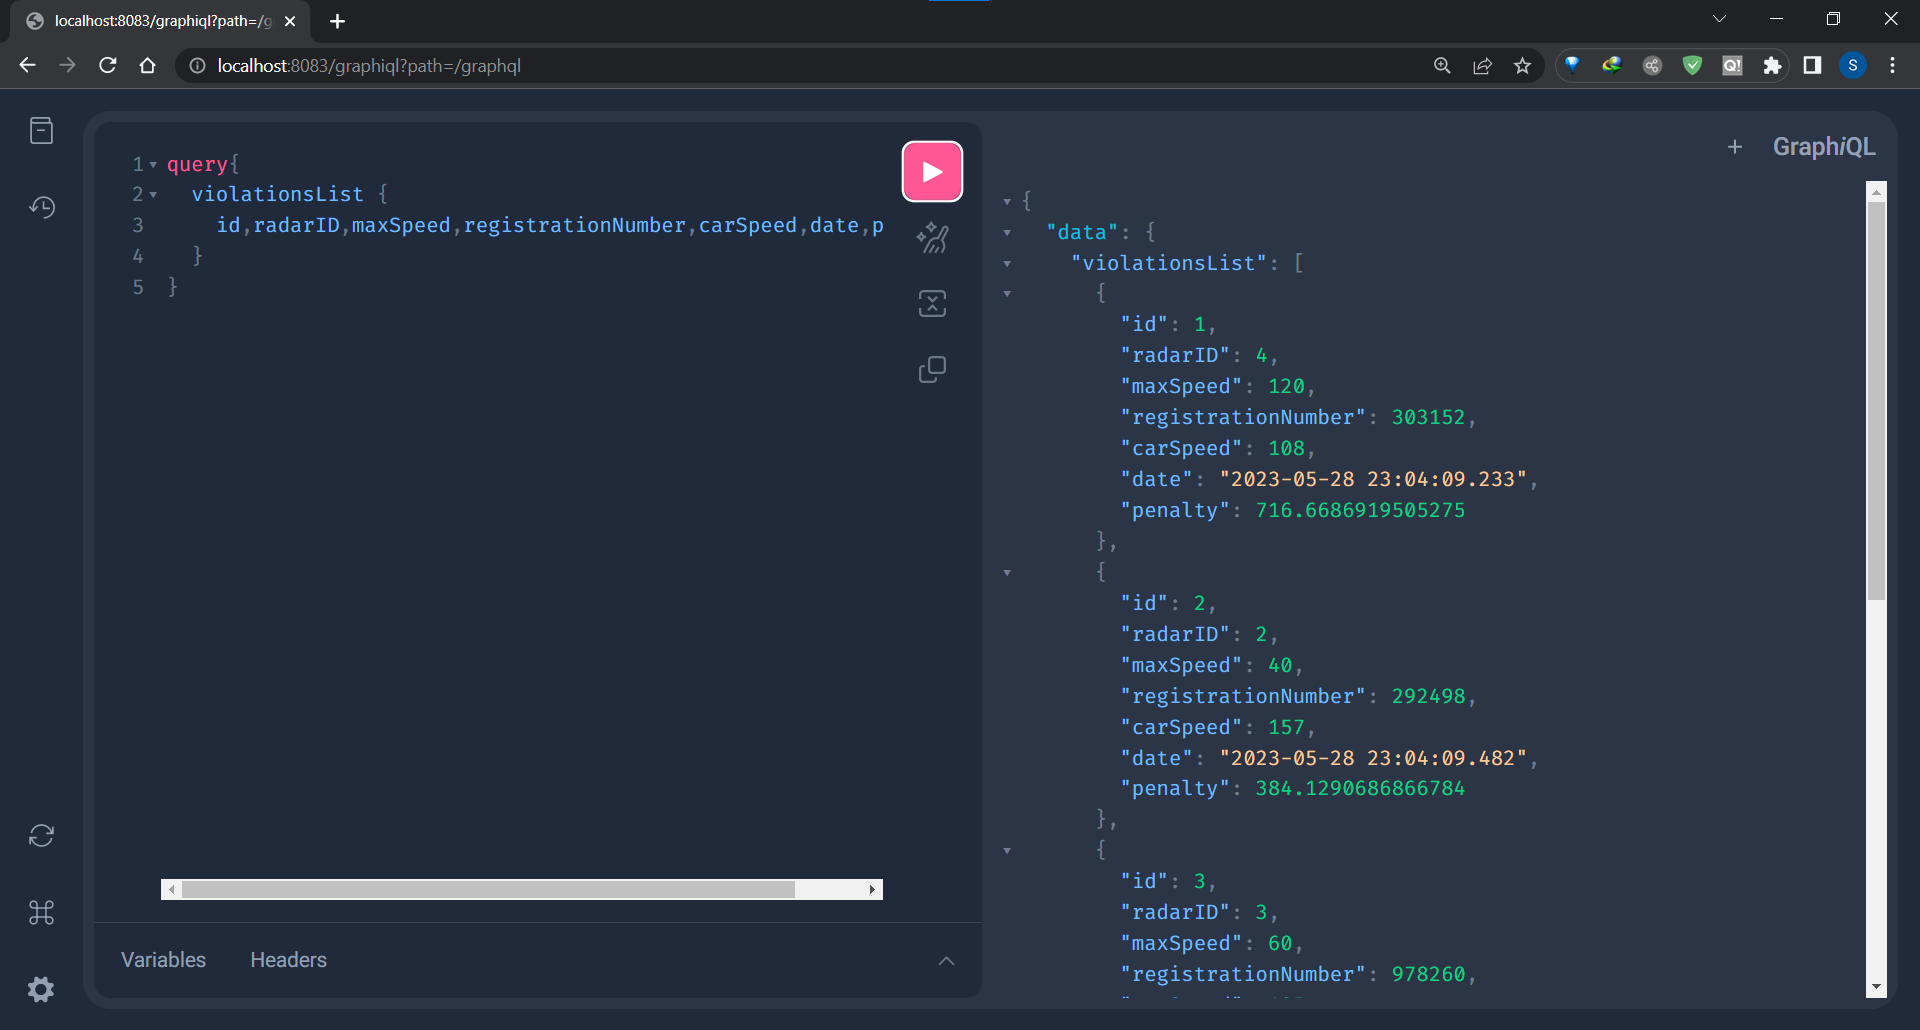 localhost:8083/graphiql?path=/g
localhost:8083/graphiql?path=/graphql
Q!
S
1 query{
2 violationsList {
3 id,radarID,maxSpeed,registrationNumber,carSpeed,date,p
4 }
5 }
Variables
Headers
GraphiQL
{
"data": {
"violationsList": [
{
"id": 1,
"radarID": 4,
"maxSpeed": 120,
"registrationNumber": 303152,
"carSpeed": 108,
"date": "2023-05-28 23:04:09.233",
"penalty": 716.6686919505275
},
{
"id": 2,
"radarID": 2,
"maxSpeed": 40,
"registrationNumber": 292498,
"carSpeed": 157,
"date": "2023-05-28 23:04:09.482",
"penalty": 384.1290686866784
},
{
"id": 3,
"radarID": 3,
"maxSpeed": 60,
"registrationNumber": 978260,